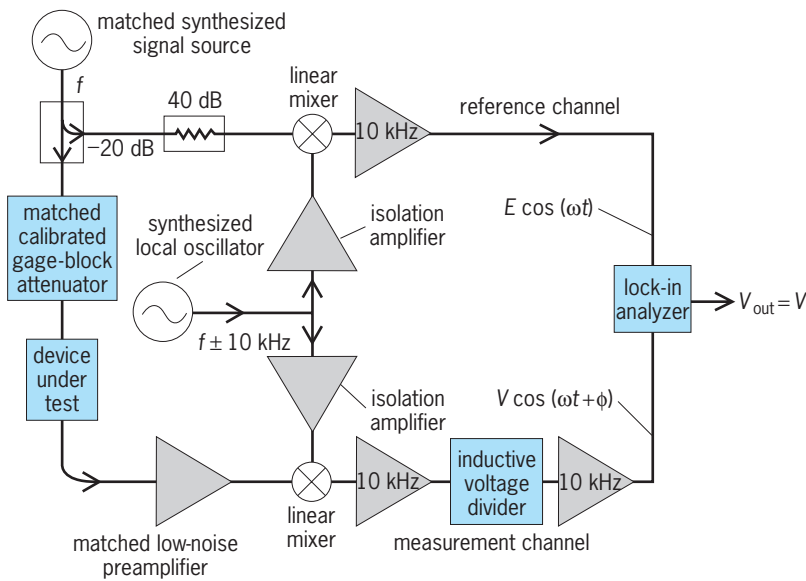 matched synthesized
signal source
f
40 dB
−20 dB
linear
mixer
10 kHz
reference channel
matched
calibrated
gage-block
attenuator
synthesized
local oscillator
isolation
amplifier
E cos (ωt)
lock-in
analyzer
V out = V
f ± 10 kHz
device
under
test
isolation
amplifier
V cos (ωt + ϕ)
10 kHz
inductive
voltage
divider
10 kHz
linear
mixer
matched low-noise
preamplifier
measurement channel